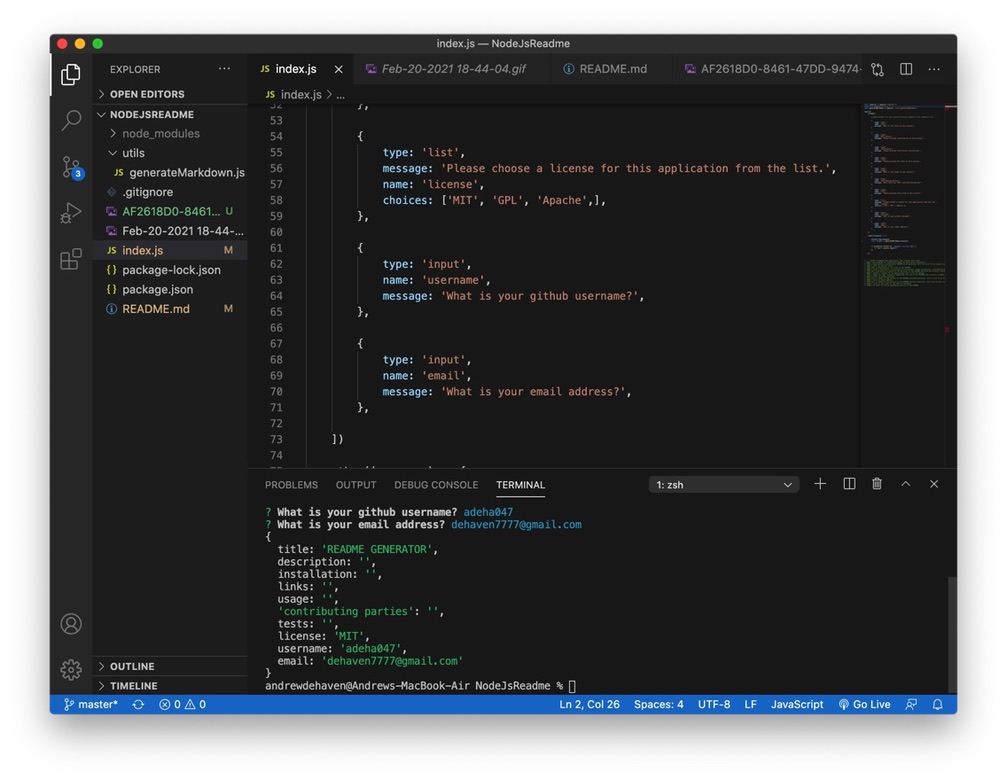 index.js — NodeJsReadme
EXPLORER
OPEN EDITORS
NODEJSREADME
node_modules
utils
JS generateMarkdown.js
.gitignore
AF2618D0-8461... U
Feb-20-2021 18-44-...
JS index.js M
{ } package-lock.json
{ } package.json
README.md M
OUTLINE
TIMELINE
3
JS index.js
Feb-20-2021 18-44-04.gif
README.md
AF2618D0-8461-47DD-9474-
JS index.js > ...
52 },
53
54 {
55 type: 'list',
56 message: 'Please choose a license for this application from the list.',
57 name: 'license',
58 choices: ['MIT', 'GPL', 'Apache',],
59 },
60
61 {
62 type: 'input',
63 name: 'username',
64 message: 'What is your github username?',
65 },
66
67 {
68 type: 'input',
69 name: 'email',
70 message: 'What is your email address?',
71 },
72
73 ])
74
PROBLEMS OUTPUT DEBUG CONSOLE TERMINAL 1: zsh
? What is your github username? adeha047
? What is your email address? dehaven7777@gmail.com
{
title: 'README GENERATOR',
description: '',
installation: '',
links: '',
usage: '',
'contributing parties': '',
tests: '',
license: 'MIT',
username: 'adeha047',
email: 'dehaven7777@gmail.com'
}
andrewdehaven@Andrews-MacBook-Air NodeJsReadme %
master* 0 0 Ln 2, Col 26 Spaces: 4 UTF-8 LF JavaScript Go Live